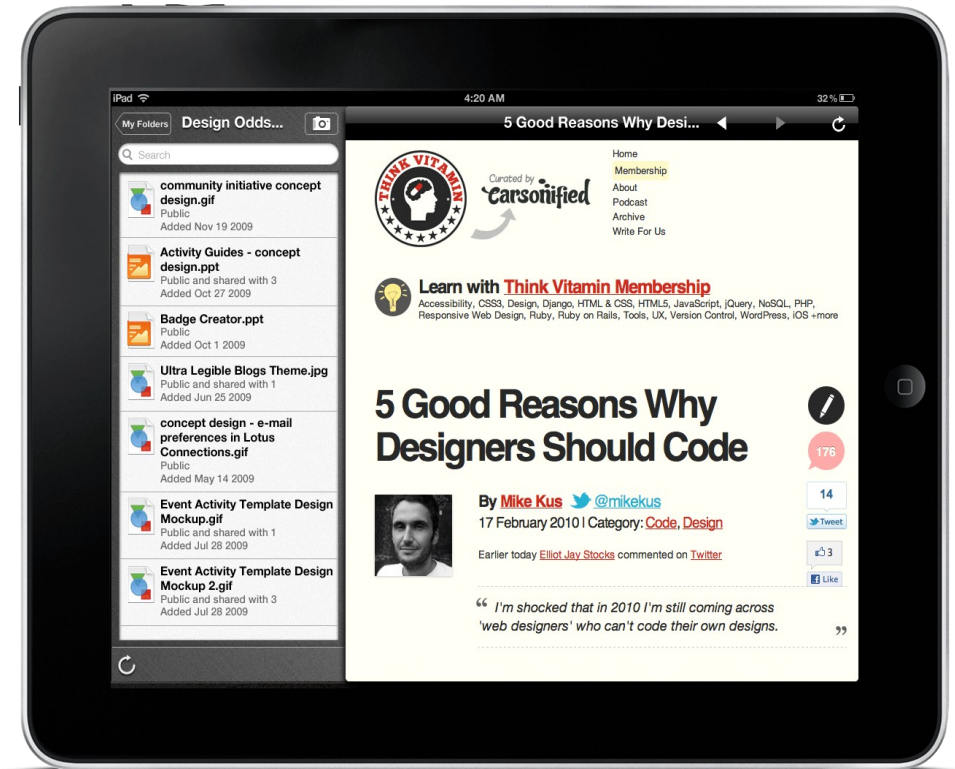 iPad
4:20 AM
32%
My Folders
Design Odds...
Search
community initiative concept
design.gif
Public
Added Nov 19 2009
Activity Guides - concept
design.ppt
Public and shared with 3
Added Oct 27 2009
Badge Creator.ppt
Public
Added Oct 1 2009
Ultra Legible Blogs Theme.jpg
Public and shared with 1
Added Jun 25 2009
concept design - e-mail
preferences in Lotus
Connections.gif
Public
Added May 14 2009
Event Activity Template Design
Mockup.gif
Public and shared with 1
Added Jul 28 2009
Event Activity Template Design
Mockup 2.gif
Public and shared with 3
Added Jul 28 2009
5 Good Reasons Why Desi...
THINK VITAMIN
Curated by
Carsonified
Home
Membership
About
Podcast
Archive
Write For Us
Learn with Think Vitamin Membership
Accessibility, CSS3, Design, Django, HTML & CSS, HTML5, JavaScript, jQuery, NoSQL, PHP,
Responsive Web Design, Ruby, Ruby on Rails, Tools, UX, Version Control, WordPress, iOS +more
5 Good Reasons Why
Designers Should Code
176
14
Tweet
3
Like
By Mike Kus @mikekus
17 February 2010 | Category: Code, Design
Earlier today Elliot Jay Stocks commented on Twitter
“ I'm shocked that in 2010 I'm still coming across
'web designers' who can't code their own designs. ”